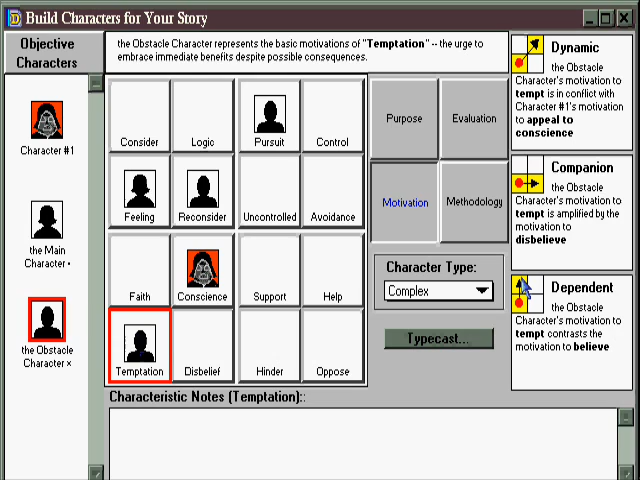 Build Characters for Your Story
Objective
Characters
the Obstacle Character represents the basic motivations of "Temptation" -- the urge to
embrace immediate benefits despite possible consequences.
Character #1
the Main
Character •
the Obstacle
Character ×
Consider
Logic
Pursuit
Control
Feeling
Reconsider
Uncontrolled
Avoidance
Faith
Conscience
Support
Help
Temptation
Disbelief
Hinder
Oppose
Purpose
Evaluation
Motivation
Methodology
Character Type:
Complex
Typecast...
Dynamic
the Obstacle
Character's motivation to
tempt is in conflict with
Character #1's motivation
to appeal to
conscience
Companion
the Obstacle
Character's motivation to
tempt is amplified by the
motivation to
disbelieve
Dependent
the Obstacle
Character's motivation to
tempt contrasts the
motivation to believe
Characteristic Notes (Temptation)::